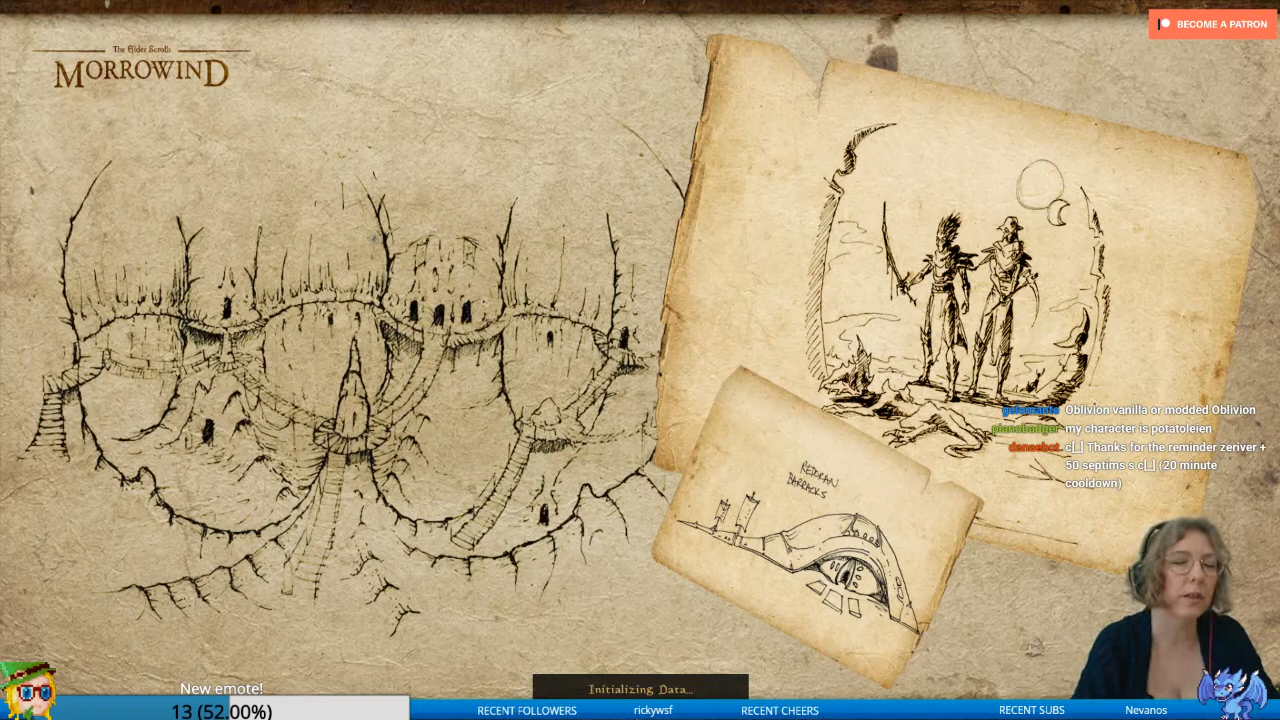 BECOME A PATRON
The Elder Scrolls
MORROWIND
Oblivion vanilla or modded Oblivion
pianobadger my character is potatoleien
danaebot c[_] Thanks for the reminder zeriver +
50 septims s c[_] (20 minute
cooldown)
REDORAN
BARRACKS
Initializing Data...
New emote!
13 (52.00%)
RECENT FOLLOWERS rickywsf RECENT CHEERS RECENT SUBS Nevanos